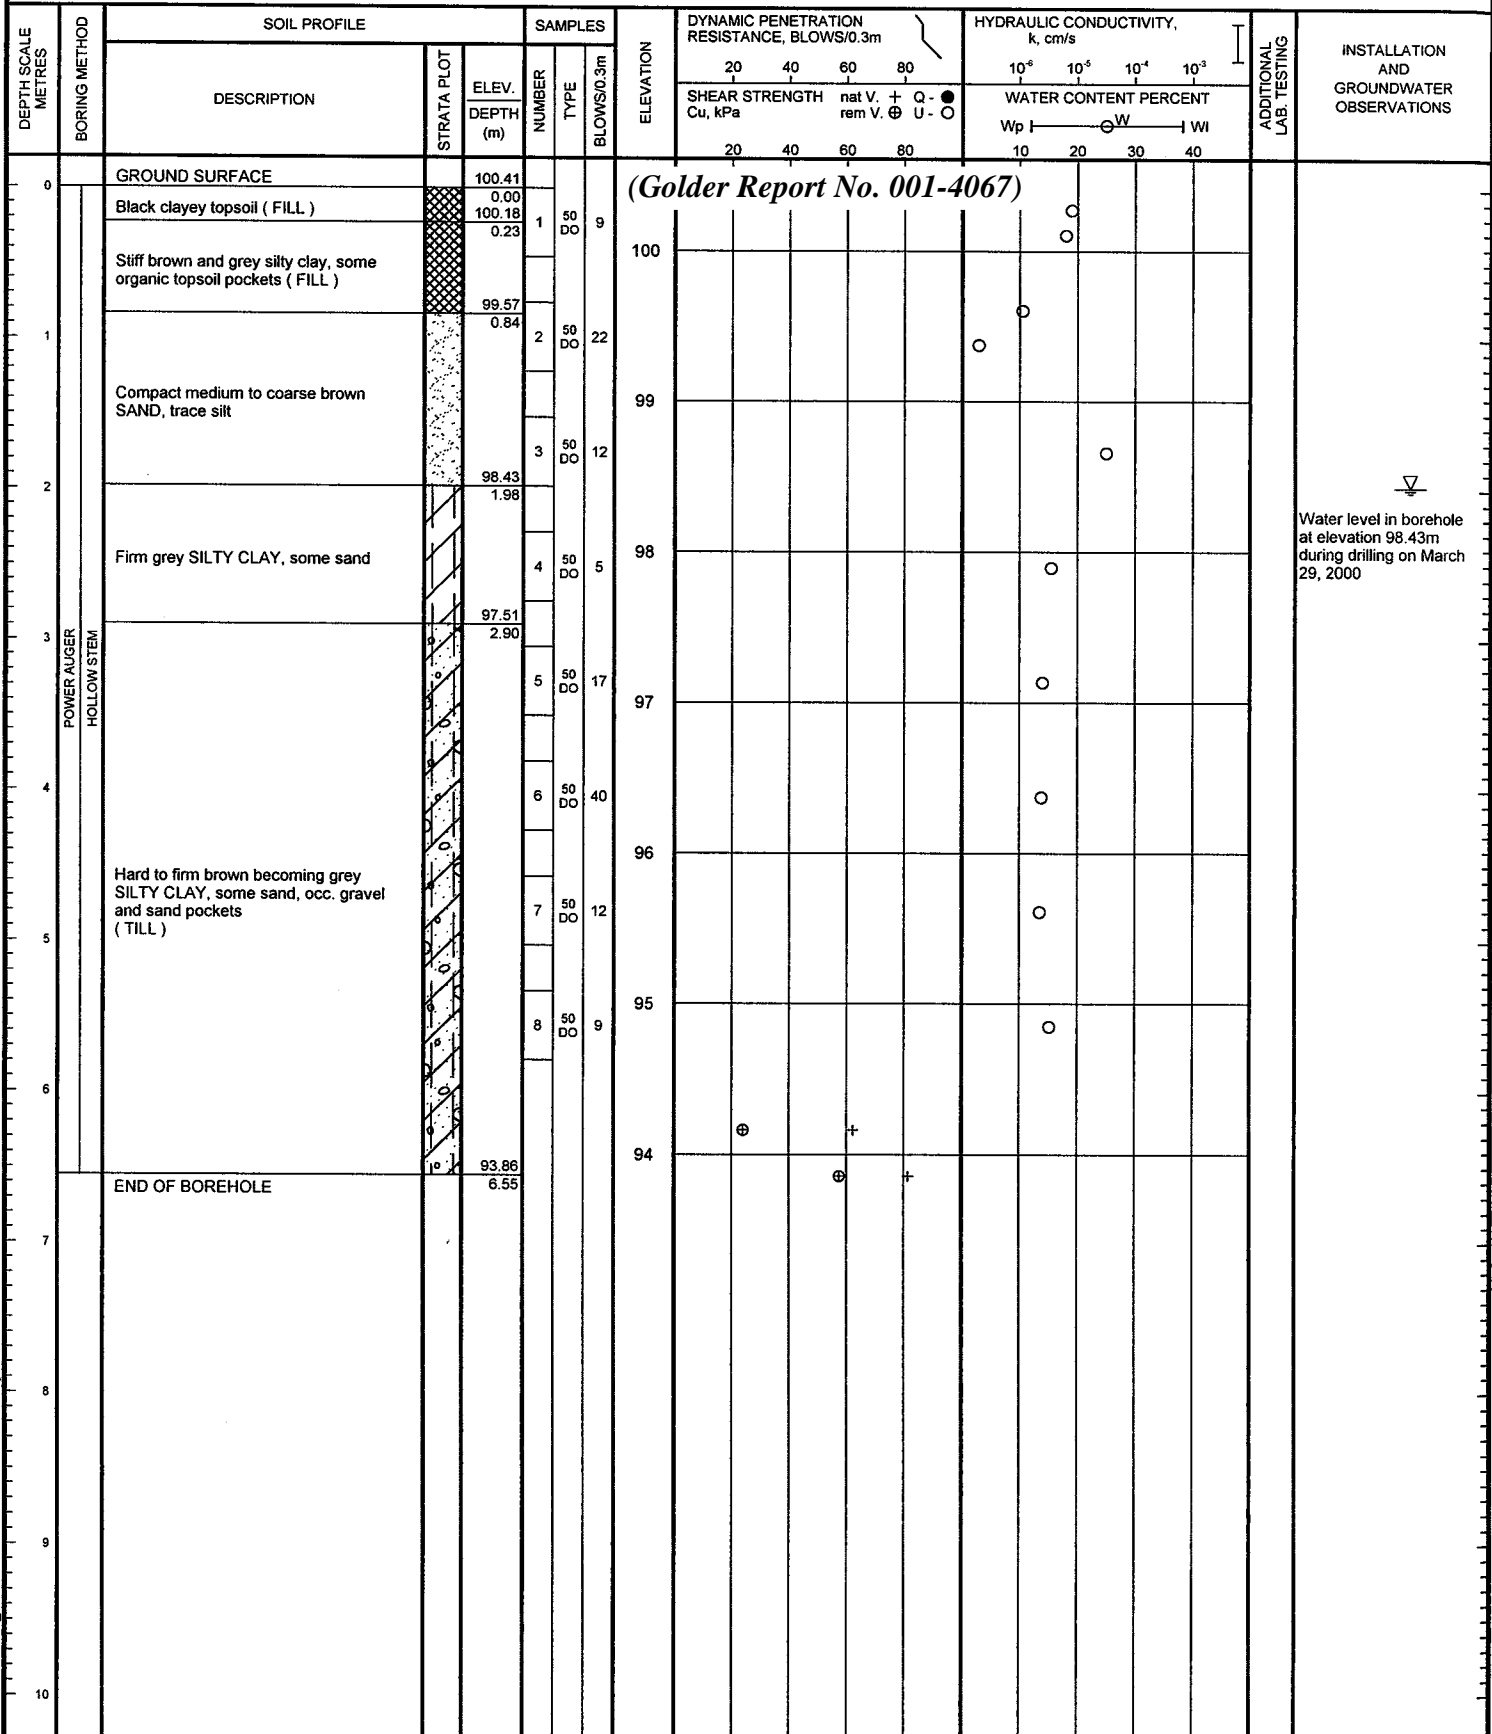 DEPTH SCALE
METRES
BORING METHOD
SOIL PROFILE
DESCRIPTION
STRATA PLOT
ELEV.
DEPTH
(m)
SAMPLES
NUMBER
TYPE
BLOWS/0.3m
ELEVATION
DYNAMIC PENETRATION
RESISTANCE, BLOWS/0.3m
20 40 60 80
SHEAR STRENGTH nat V. + Q - ●
Cu, kPa rem V. ⊕ U - O
20 40 60 80
HYDRAULIC CONDUCTIVITY,
k, cm/s
10⁻⁶ 10⁻⁵ 10⁻⁴ 10⁻³
WATER CONTENT PERCENT
Wp W Wl
10 20 30 40
ADDITIONAL
LAB. TESTING
INSTALLATION
AND
GROUNDWATER
OBSERVATIONS
(Golder Report No. 001-4067)
0
1
2
3
4
5
6
7
8
9
10
POWER AUGER
HOLLOW STEM
GROUND SURFACE 100.41
0.00
Black clayey topsoil ( FILL ) 100.18
0.23
Stiff brown and grey silty clay, some
organic topsoil pockets ( FILL )
99.57
0.84
Compact medium to coarse brown
SAND, trace silt
98.43
1.98
Firm grey SILTY CLAY, some sand
97.51
2.90
Hard to firm brown becoming grey
SILTY CLAY, some sand, occ. gravel
and sand pockets
( TILL )
93.86
END OF BOREHOLE 6.55
1 50 DO 9
2 50 DO 22
3 50 DO 12
4 50 DO 5
5 50 DO 17
6 50 DO 40
7 50 DO 12
8 50 DO 9
100
99
98
97
96
95
94
Water level in borehole
at elevation 98.43m
during drilling on March
29, 2000